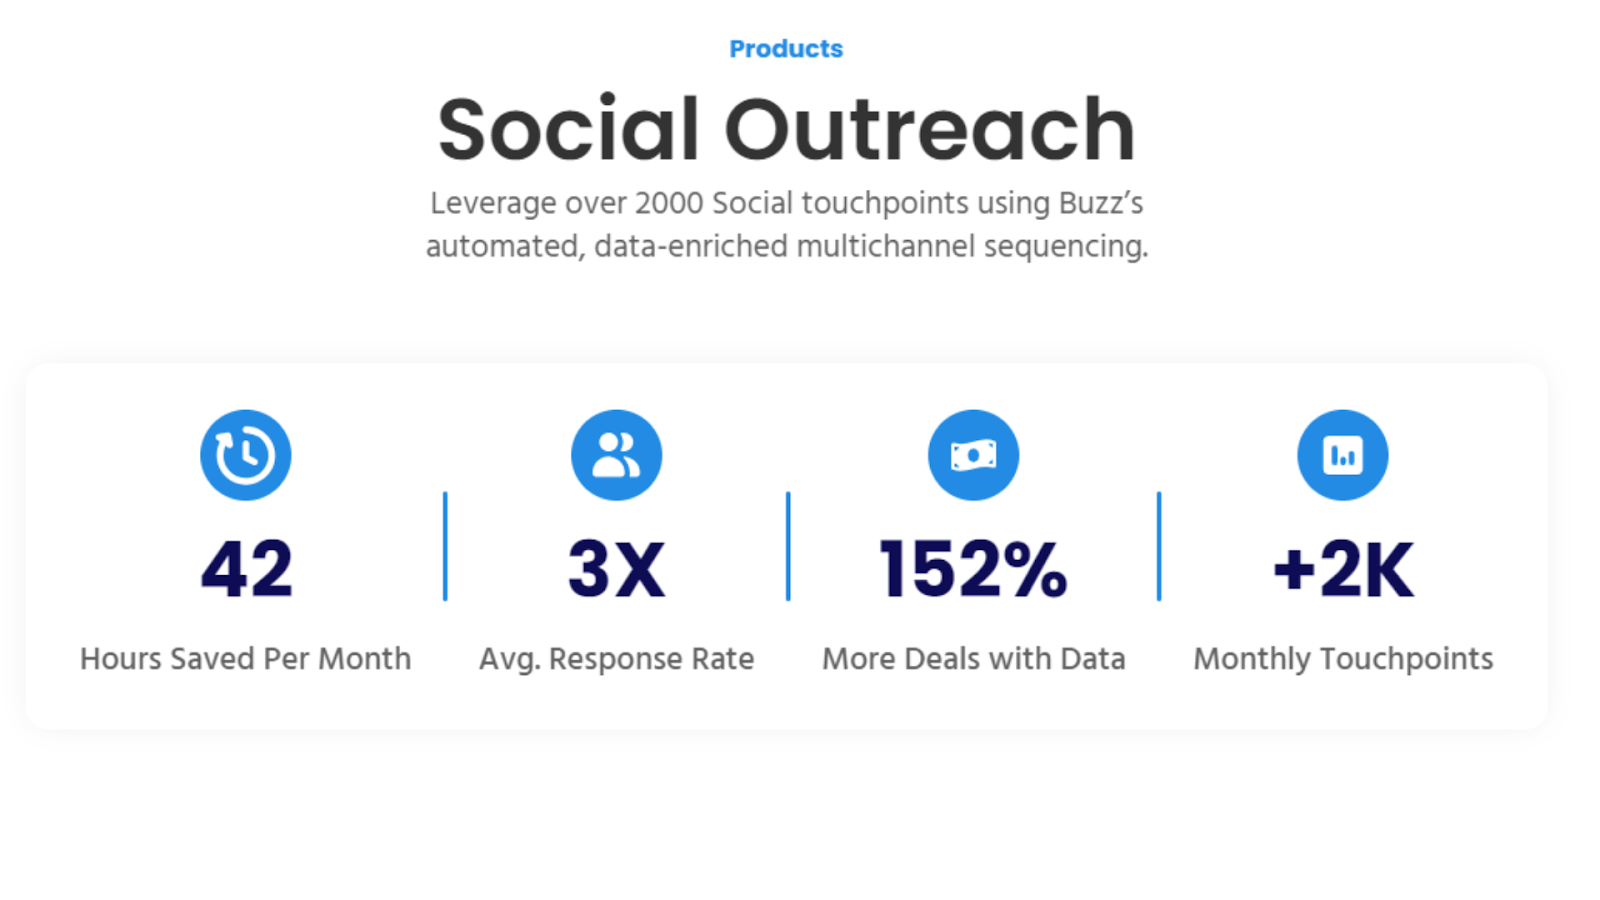 Products
Social Outreach
Leverage over 2000 Social touchpoints using Buzz’s
automated, data-enriched multichannel sequencing.
42
Hours Saved Per Month
3X
Avg. Response Rate
152%
More Deals with Data
+2K
Monthly Touchpoints